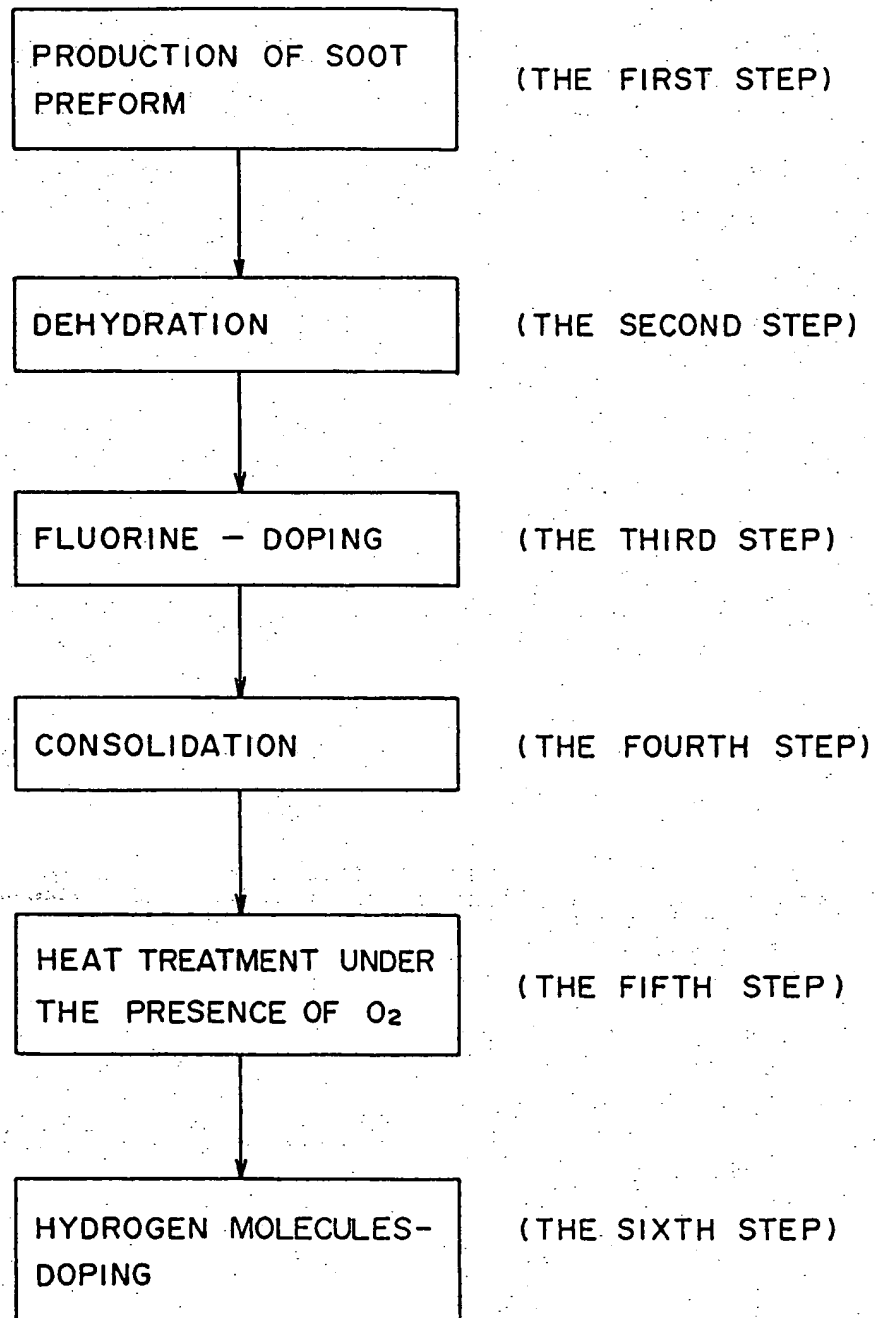 PRODUCTION OF SOOT
PREFORM
(THE FIRST STEP)
DEHYDRATION
(THE SECOND STEP)
FLUORINE – DOPING
(THE THIRD STEP)
CONSOLIDATION
(THE FOURTH STEP)
HEAT TREATMENT UNDER
THE PRESENCE OF O₂
(THE FIFTH STEP)
HYDROGEN MOLECULES-
DOPING
(THE SIXTH STEP)